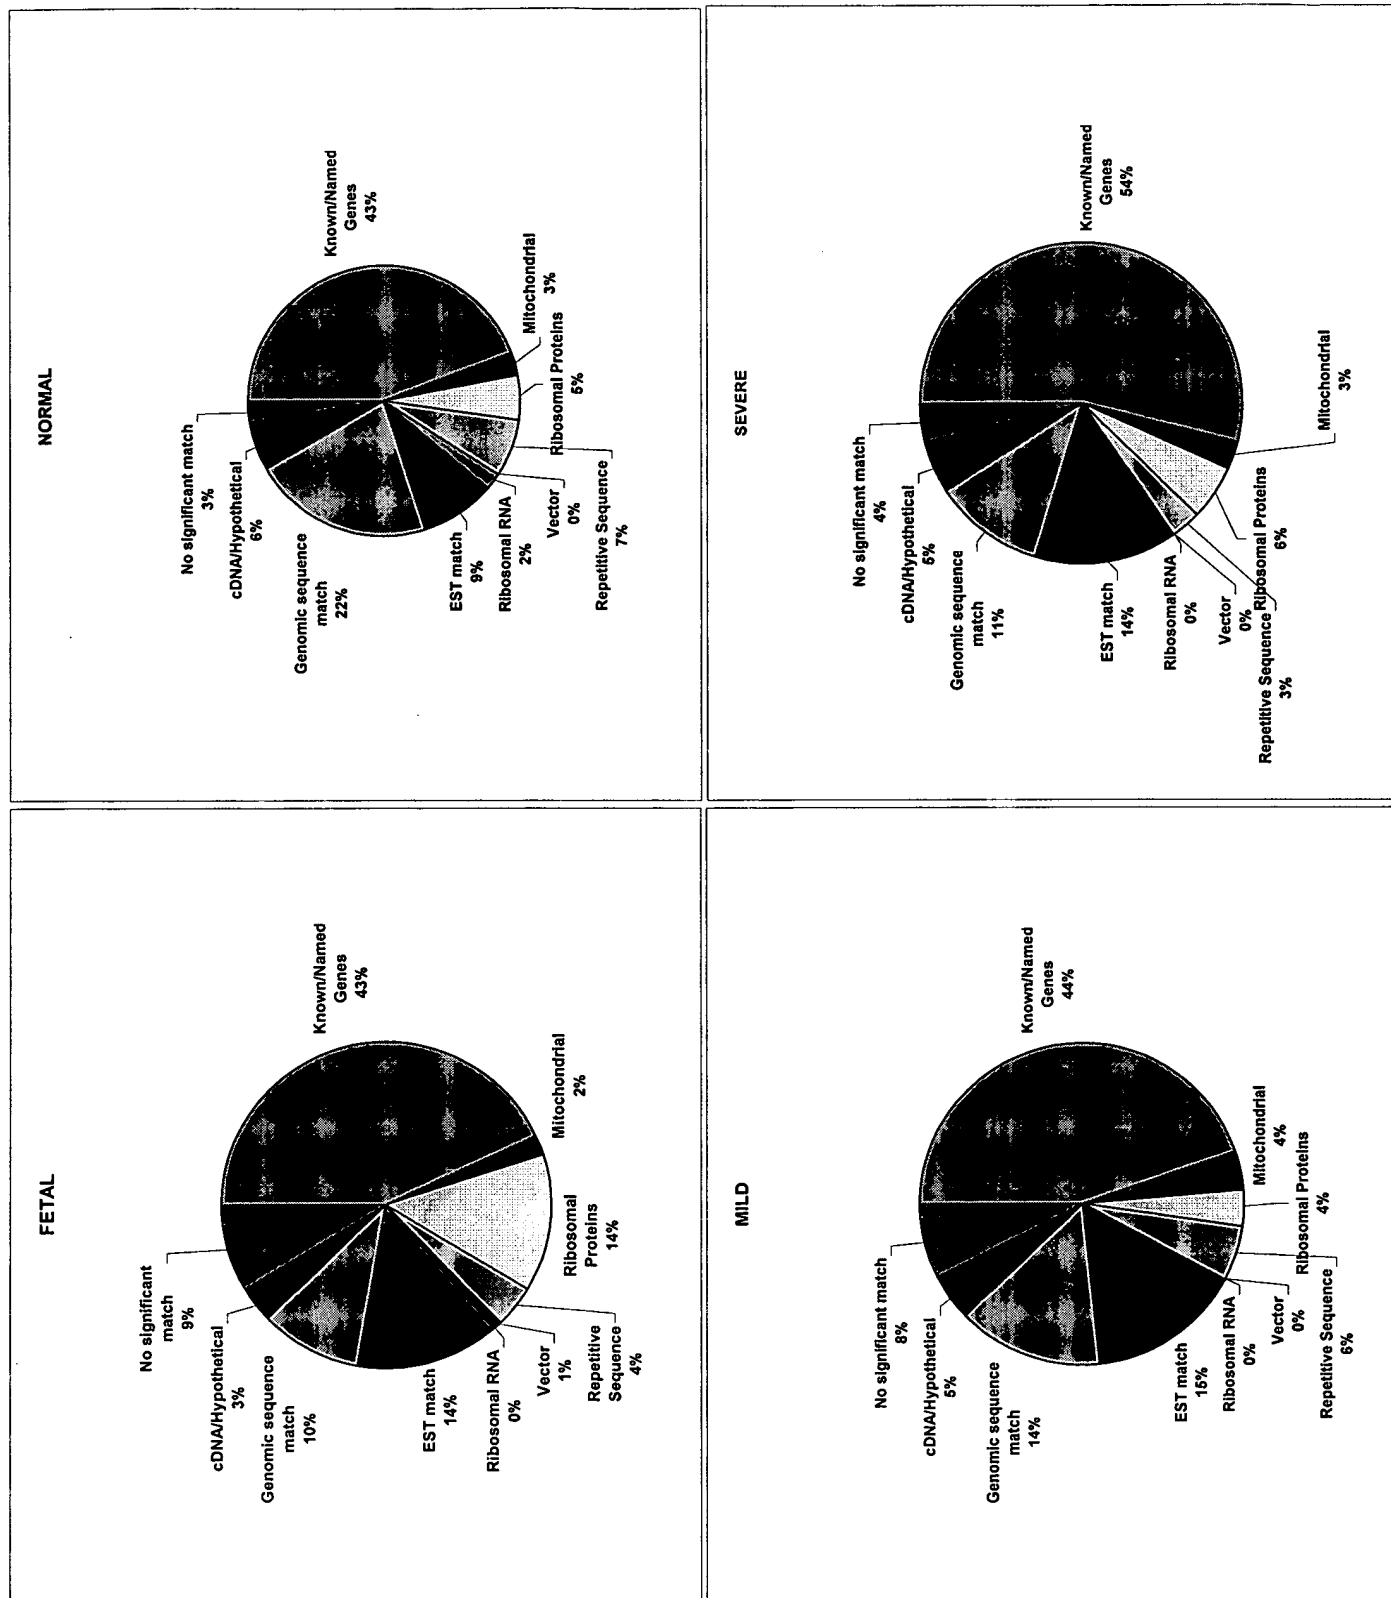 FETAL
No significant
match
9%
cDNA/Hypothetical
3%
Genomic sequence
match
10%
EST match
14%
Ribosomal RNA
0%
Vector
1%
Repetitive
Sequence
4%
Ribosomal
Proteins
14%
Mitochondrial
2%
Known/Named
Genes
43%
NORMAL
No significant match
3%
cDNA/Hypothetical
6%
Genomic sequence
match
22%
EST match
9%
Ribosomal RNA
2%
Vector
0%
Repetitive Sequence
7%
Ribosomal Proteins
5%
Mitochondrial
3%
Known/Named
Genes
43%
MILD
No significant match
8%
cDNA/Hypothetical
5%
Genomic sequence
match
14%
EST match
15%
Ribosomal RNA
0%
Vector
0%
Repetitive Sequence
6%
Ribosomal Proteins
4%
Mitochondrial
4%
Known/Named
Genes
44%
SEVERE
No significant match
4%
cDNA/Hypothetical
5%
Genomic sequence
match
11%
EST match
14%
Ribosomal RNA
0%
Vector
0%
Repetitive Sequence
3%
Ribosomal Proteins
6%
Mitochondrial
3%
Known/Named
Genes
54%